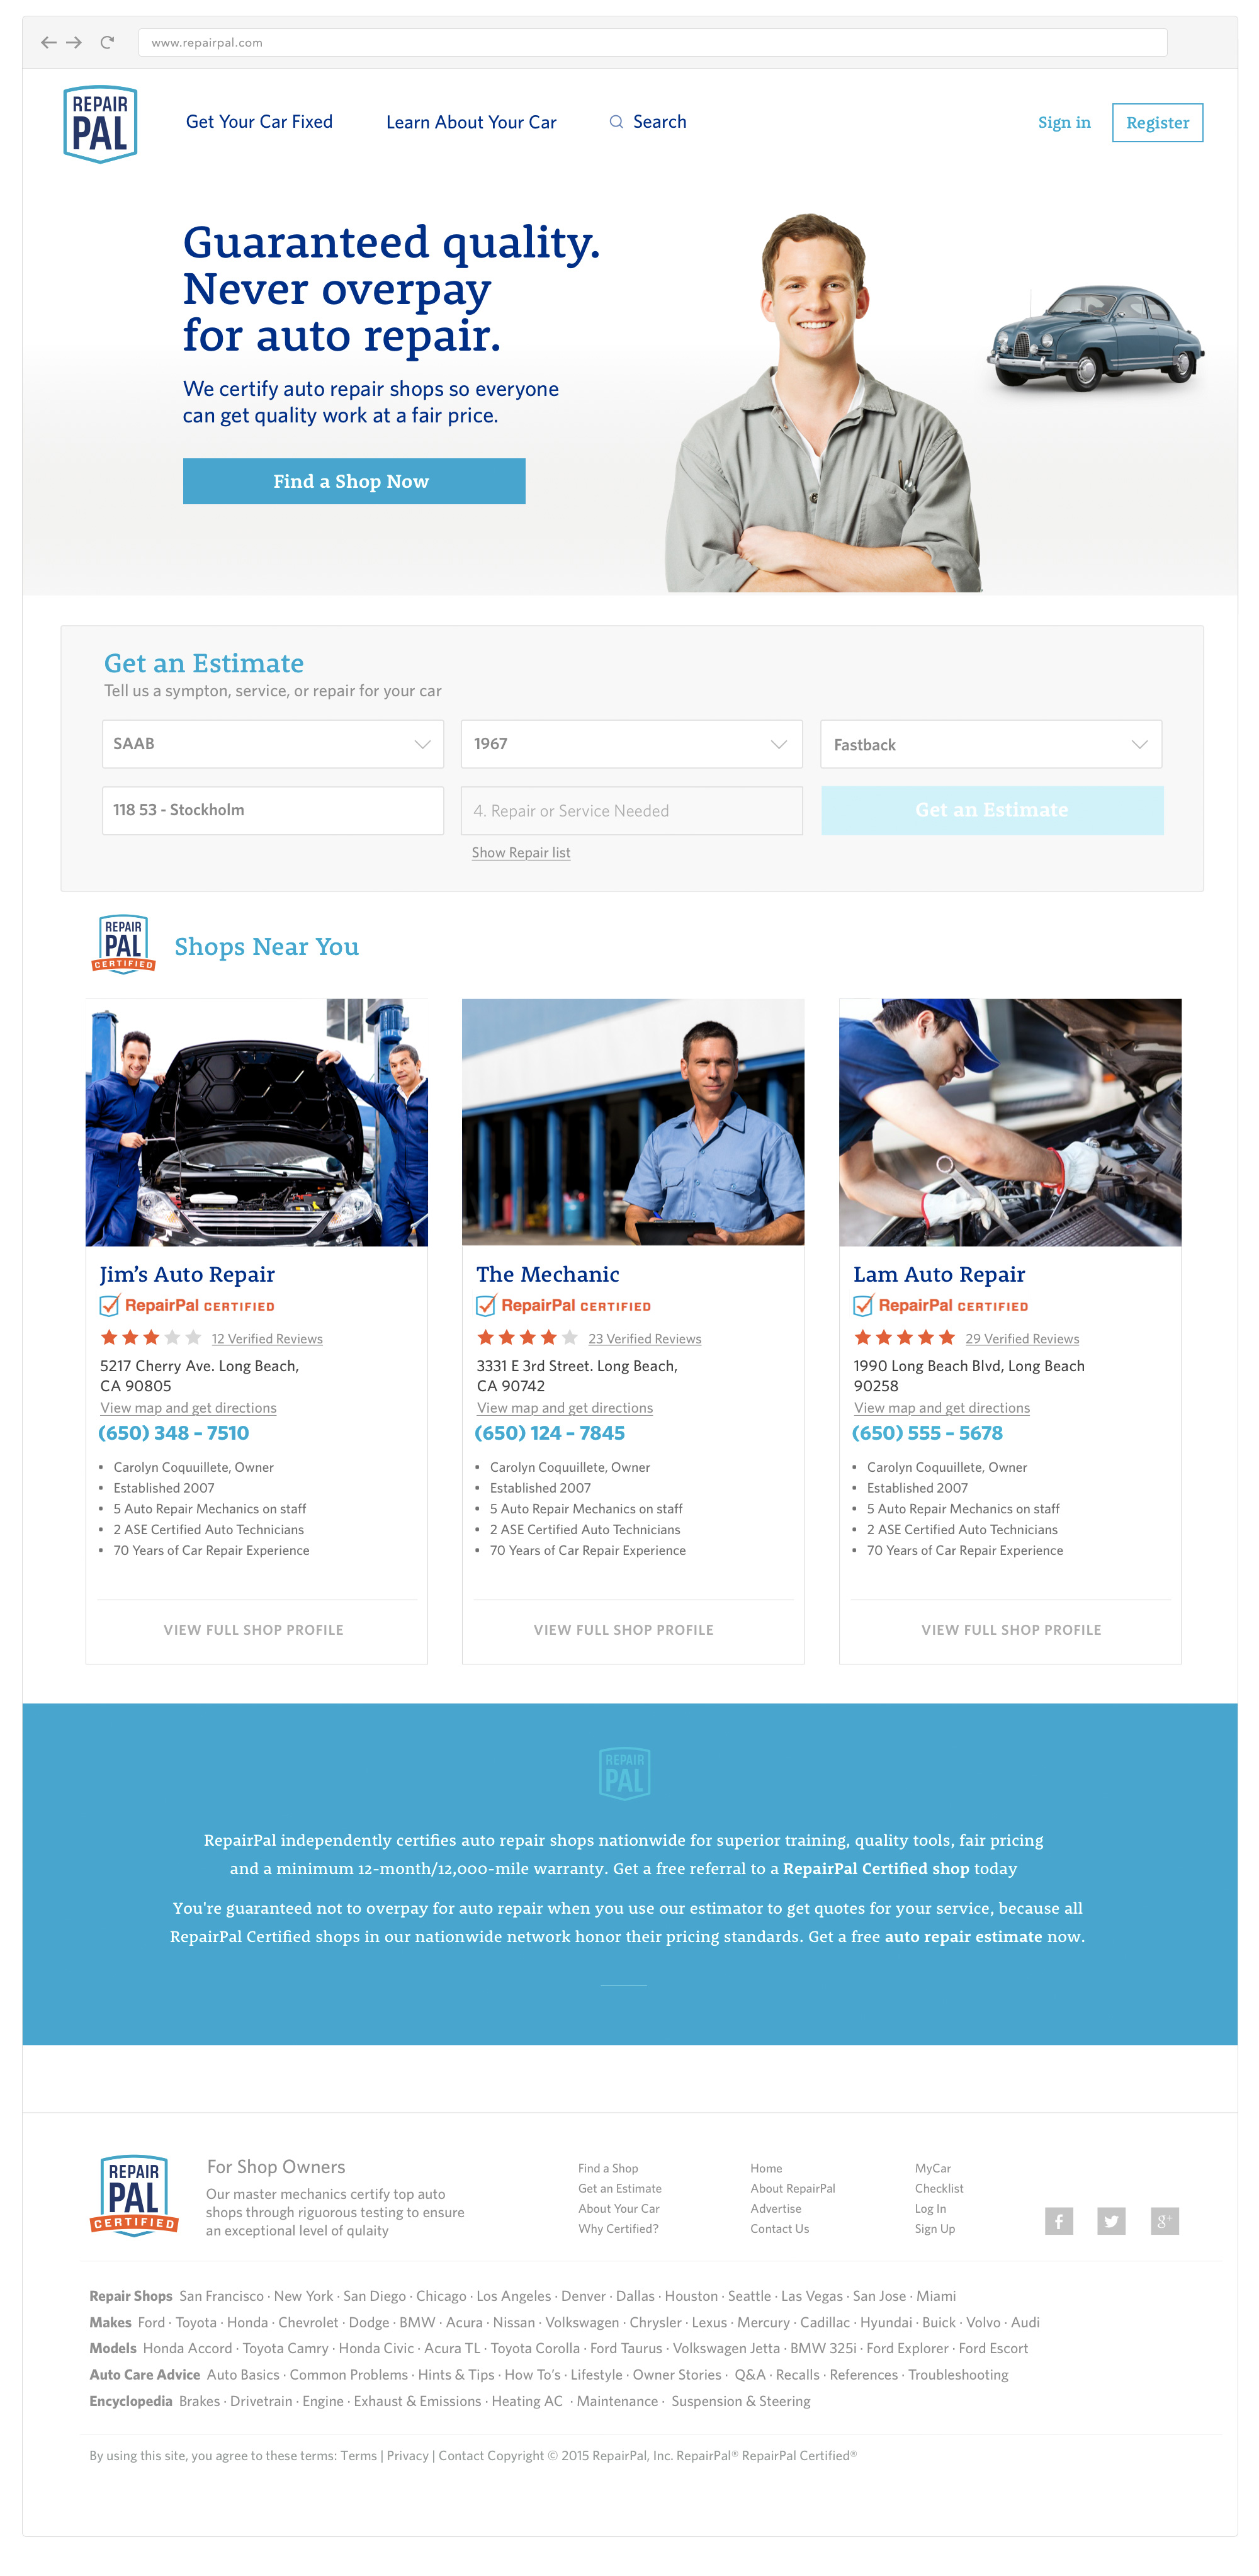 www.repairpal.com
REPAIR
PAL
Get Your Car Fixed
Learn About Your Car
Search
Sign in
Register
Guaranteed quality.
Never overpay
for auto repair.
We certify auto repair shops so everyone
can get quality work at a fair price.
Find a Shop Now
Get an Estimate
Tell us a sympton, service, or repair for your car
SAAB
1967
Fastback
118 53 - Stockholm
4. Repair or Service Needed
Get an Estimate
Show Repair list
REPAIR
PAL
CERTIFIED
Shops Near You
Jim's Auto Repair
RepairPal CERTIFIED
12 Verified Reviews
5217 Cherry Ave. Long Beach,
CA 90805
View map and get directions
(650) 348 – 7510
• Carolyn Coquuillete, Owner
• Established 2007
• 5 Auto Repair Mechanics on staff
• 2 ASE Certified Auto Technicians
• 70 Years of Car Repair Experience
VIEW FULL SHOP PROFILE
The Mechanic
RepairPal CERTIFIED
23 Verified Reviews
3331 E 3rd Street. Long Beach,
CA 90742
View map and get directions
(650) 124 – 7845
• Carolyn Coquuillete, Owner
• Established 2007
• 5 Auto Repair Mechanics on staff
• 2 ASE Certified Auto Technicians
• 70 Years of Car Repair Experience
VIEW FULL SHOP PROFILE
Lam Auto Repair
RepairPal CERTIFIED
29 Verified Reviews
1990 Long Beach Blvd, Long Beach
90258
View map and get directions
(650) 555 – 5678
• Carolyn Coquuillete, Owner
• Established 2007
• 5 Auto Repair Mechanics on staff
• 2 ASE Certified Auto Technicians
• 70 Years of Car Repair Experience
VIEW FULL SHOP PROFILE
REPAIR
PAL
RepairPal independently certifies auto repair shops nationwide for superior training, quality tools, fair pricing
and a minimum 12-month/12,000-mile warranty. Get a free referral to a RepairPal Certified shop today
You're guaranteed not to overpay for auto repair when you use our estimator to get quotes for your service, because all
RepairPal Certified shops in our nationwide network honor their pricing standards. Get a free auto repair estimate now.
REPAIR
PAL
CERTIFIED
For Shop Owners
Our master mechanics certify top auto
shops through riguorous testing to ensure
an exceptional level of qulaity
Find a Shop
Get an Estimate
About Your Car
Why Certified?
Home
About RepairPal
Advertise
Contact Us
MyCar
Checklist
Log In
Sign Up
f
g+
Repair Shops San Francisco · New York · San Diego · Chicago · Los Angeles · Denver · Dallas · Houston · Seattle · Las Vegas · San Jose · Miami
Makes Ford · Toyota · Honda · Chevrolet · Dodge · BMW · Acura · Nissan · Volkswagen · Chrysler · Lexus · Mercury · Cadillac · Hyundai · Buick · Volvo · Audi
Models Honda Accord · Toyota Camry · Honda Civic · Acura TL · Toyota Corolla · Ford Taurus · Volkswagen Jetta · BMW 325i · Ford Explorer · Ford Escort
Auto Care Advice Auto Basics · Common Problems · Hints & Tips · How To's · Lifestyle · Owner Stories · Q&A · Recalls · References · Troubleshooting
Encyclopedia Brakes · Drivetrain · Engine · Exhaust & Emissions · Heating AC · Maintenance · Suspension & Steering
By using this site, you agree to these terms: Terms | Privacy | Contact Copyright © 2015 RepairPal, Inc. RepairPal® RepairPal Certified®